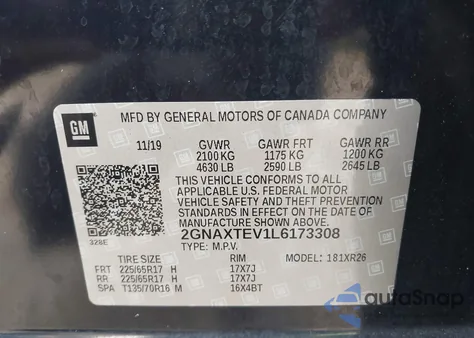 GM
MFD BY GENERAL MOTORS OF CANADA COMPANY
11/19 GVWR GAWR FRT GAWR RR
2100 KG 1175 KG 1200 KG
4630 LB 2590 LB 2645 LB
THIS VEHICLE CONFORMS TO ALL
APPLICABLE U.S. FEDERAL MOTOR
VEHICLE SAFETY AND THEFT
PREVENTION STANDARDS IN
EFFECT ON THE DATE OF
MANUFACTURE SHOWN ABOVE.
328E 2GNAXTEV1L6173308
TYPE: M.P.V. MODEL: 181XR26
TIRE SIZE SPEED RTG RIM
FRT 225/65R17 H 17X7J
RR 225/65R17 H 17X7J
SPA T135/70R16 M 16X4BT
autoSnap